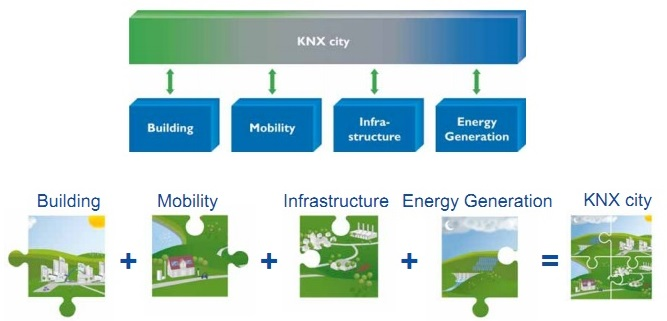 KNX city
Building
Mobility
Infra-
structure
Energy
Generation
Building Mobility Infrastructure Energy Generation KNX city
+ + + =